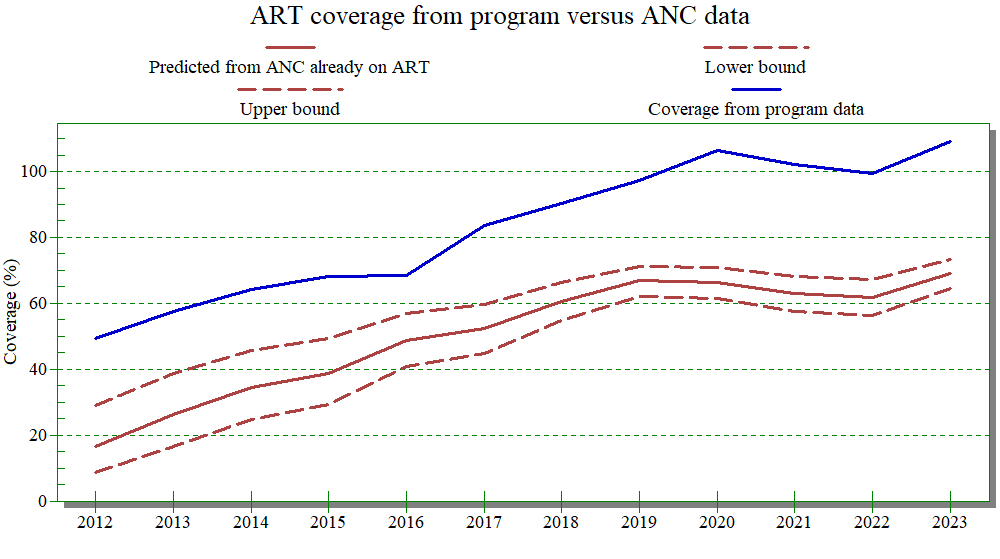 ART coverage from program versus ANC data
Predicted from ANC already on ART
Lower bound
Upper bound
Coverage from program data
Coverage (%)
100
80
60
40
20
0
2012 2013 2014 2015 2016 2017 2018 2019 2020 2021 2022 2023